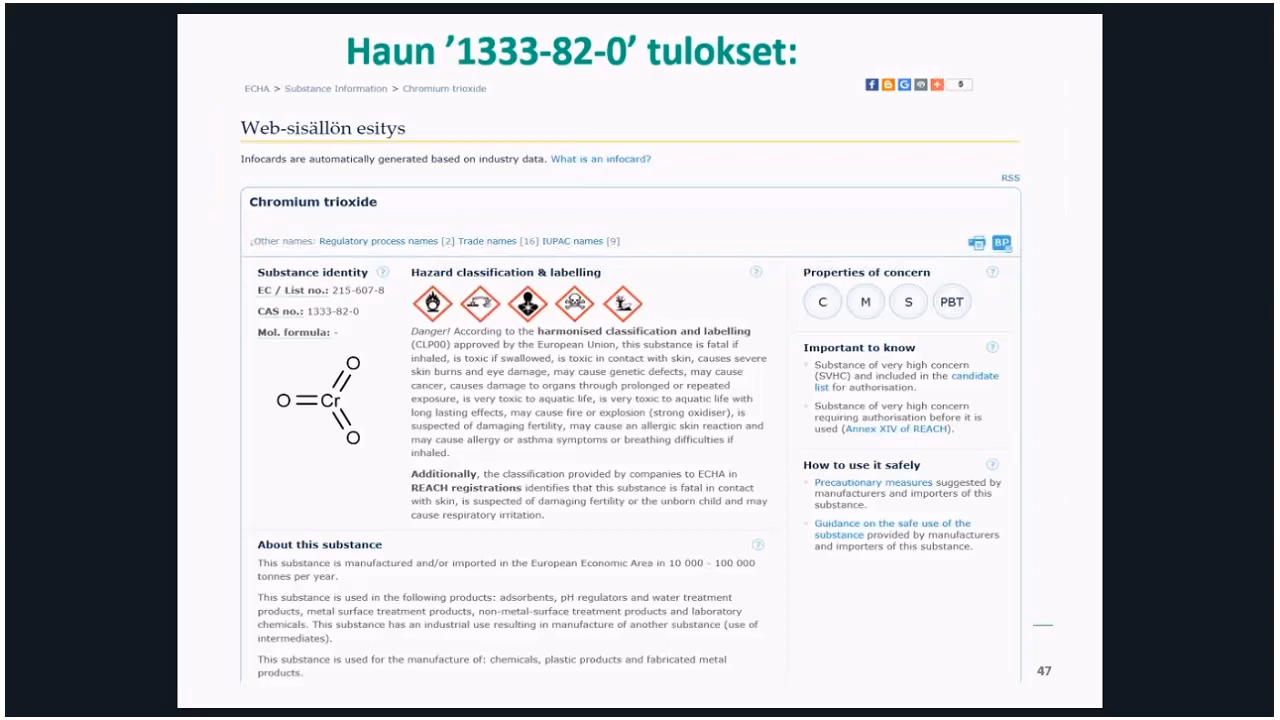 Haun ’1333-82-0’ tulokset:
ECHA > Substance Information > Chromium trioxide
5
Web-sisällön esitys
Infocards are automatically generated based on industry data. What is an infocard?
RSS
Chromium trioxide
Other names: Regulatory process names [2] Trade names [16] IUPAC names [9]
BP
Substance identity ?
EC / List no.: 215-607-8
CAS no.: 1333-82-0
Mol. formula: -
O
O Cr
O
Hazard classification & labelling ?
Danger! According to the harmonised classification and labelling
(CLP00) approved by the European Union, this substance is fatal if
inhaled, is toxic if swallowed, is toxic in contact with skin, causes severe
skin burns and eye damage, may cause genetic defects, may cause
cancer, causes damage to organs through prolonged or repeated
exposure, is very toxic to aquatic life, is very toxic to aquatic life with
long lasting effects, may cause fire or explosion (strong oxidiser), is
suspected of damaging fertility, may cause an allergic skin reaction and
may cause allergy or asthma symptoms or breathing difficulties if
inhaled.
Additionally, the classification provided by companies to ECHA in
REACH registrations identifies that this substance is fatal in contact
with skin, is suspected of damaging fertility or the unborn child and may
cause respiratory irritation.
About this substance ?
This substance is manufactured and/or imported in the European Economic Area in 10 000 - 100 000
tonnes per year.
This substance is used in the following products: adsorbents, pH regulators and water treatment
products, metal surface treatment products, non-metal-surface treatment products and laboratory
chemicals. This substance has an industrial use resulting in manufacture of another substance (use of
intermediates).
This substance is used for the manufacture of: chemicals, plastic products and fabricated metal
products.
Properties of concern ?
C M S PBT
Important to know ?
Substance of very high concern
(SVHC) and included in the candidate
list for authorisation.
Substance of very high concern
requiring authorisation before it is
used (Annex XIV of REACH).
How to use it safely ?
Precautionary measures suggested by
manufacturers and importers of this
substance.
Guidance on the safe use of the
substance provided by manufacturers
and importers of this substance.
47